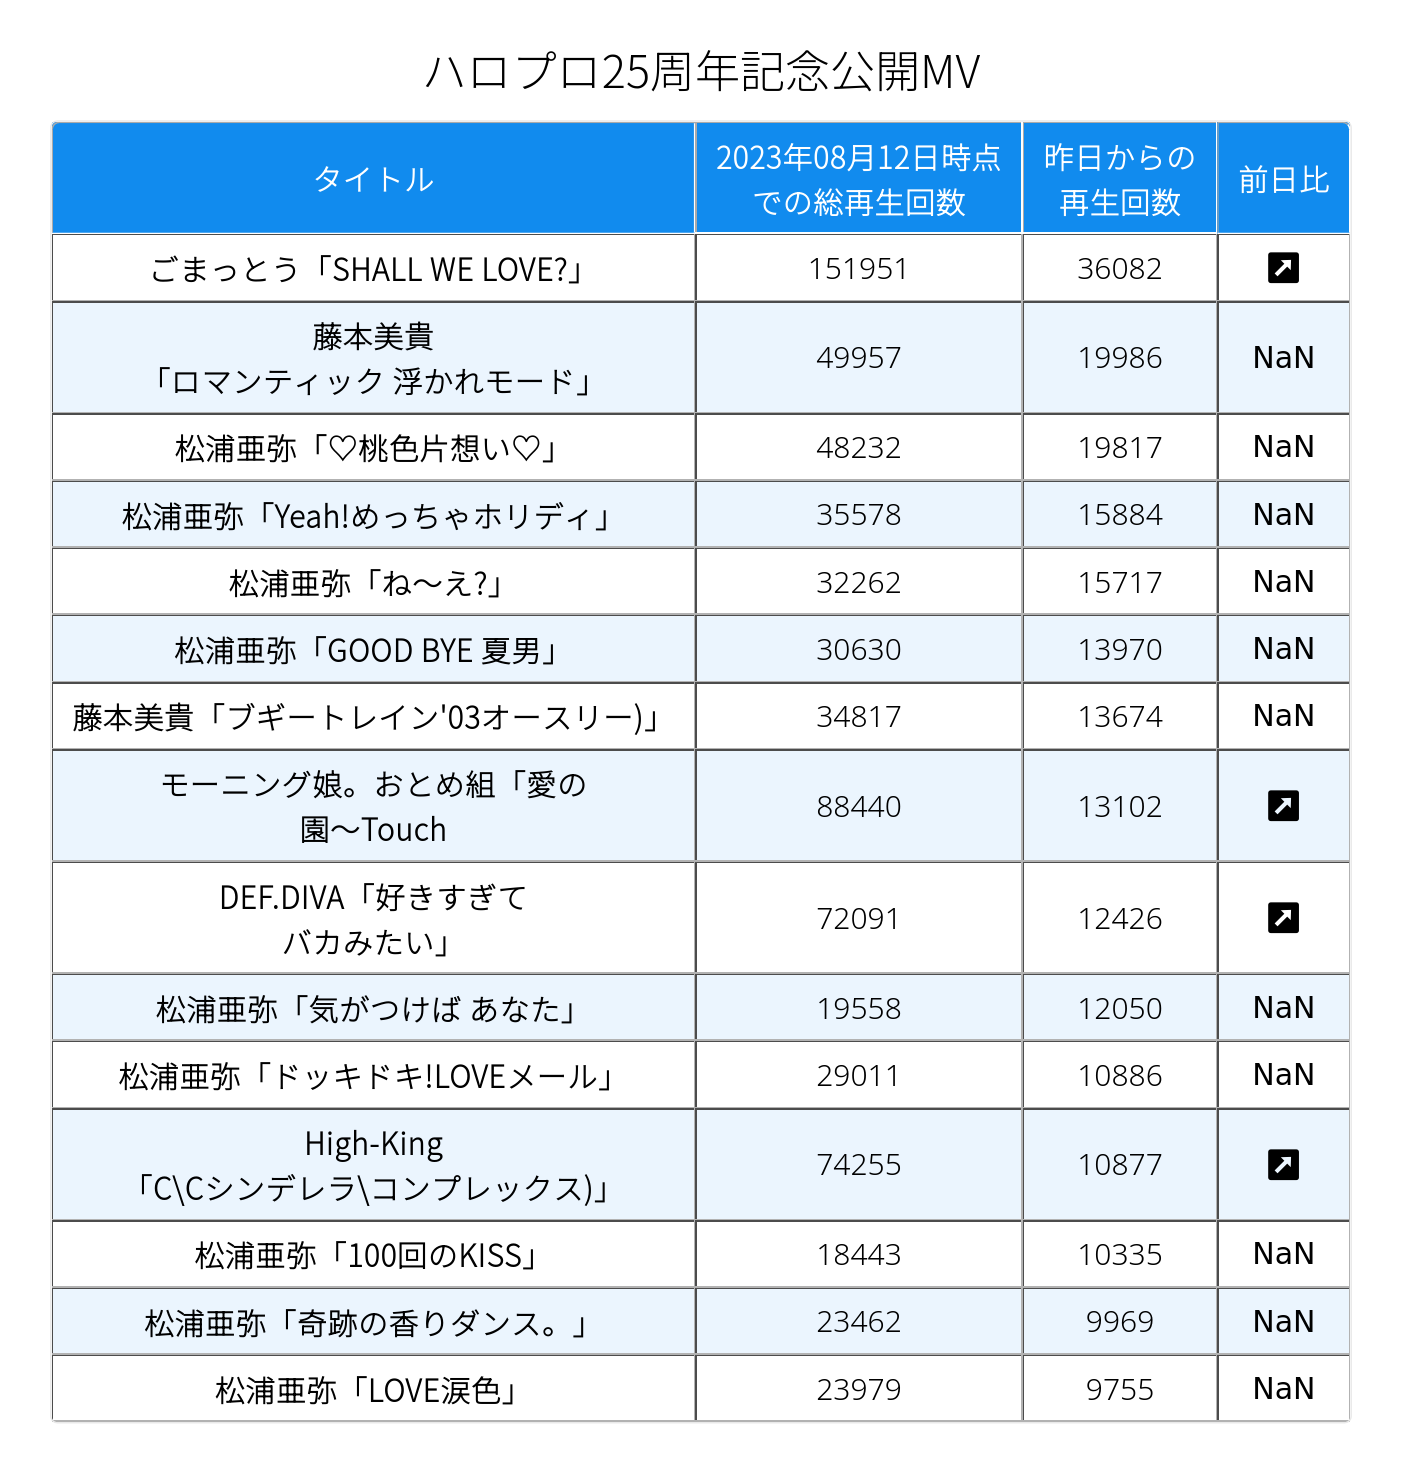 ハロプロ25周年記念公開MV
タイトル
2023年08月12日時点
での総再生回数
昨日からの
再生回数
前日比
ごまっとう「SHALL WE LOVE?」 151951 36082
藤本美貴
「ロマンティック 浮かれモード」 49957 19986 NaN
松浦亜弥「♡桃色片想い♡」 48232 19817 NaN
松浦亜弥「Yeah!めっちゃホリディ」 35578 15884 NaN
松浦亜弥「ね〜え?」 32262 15717 NaN
松浦亜弥「GOOD BYE 夏男」 30630 13970 NaN
藤本美貴「ブギートレイン'03オースリー)」 34817 13674 NaN
モーニング娘。おとめ組「愛の
園〜Touch 88440 13102
DEF.DIVA「好きすぎて
バカみたい」 72091 12426
松浦亜弥「気がつけば あなた」 19558 12050 NaN
松浦亜弥「ドッキドキ!LOVEメール」 29011 10886 NaN
High-King
「C\Cシンデレラ\コンプレックス)」 74255 10877
松浦亜弥「100回のKISS」 18443 10335 NaN
松浦亜弥「奇跡の香りダンス。」 23462 9969 NaN
松浦亜弥「LOVE涙色」 23979 9755 NaN